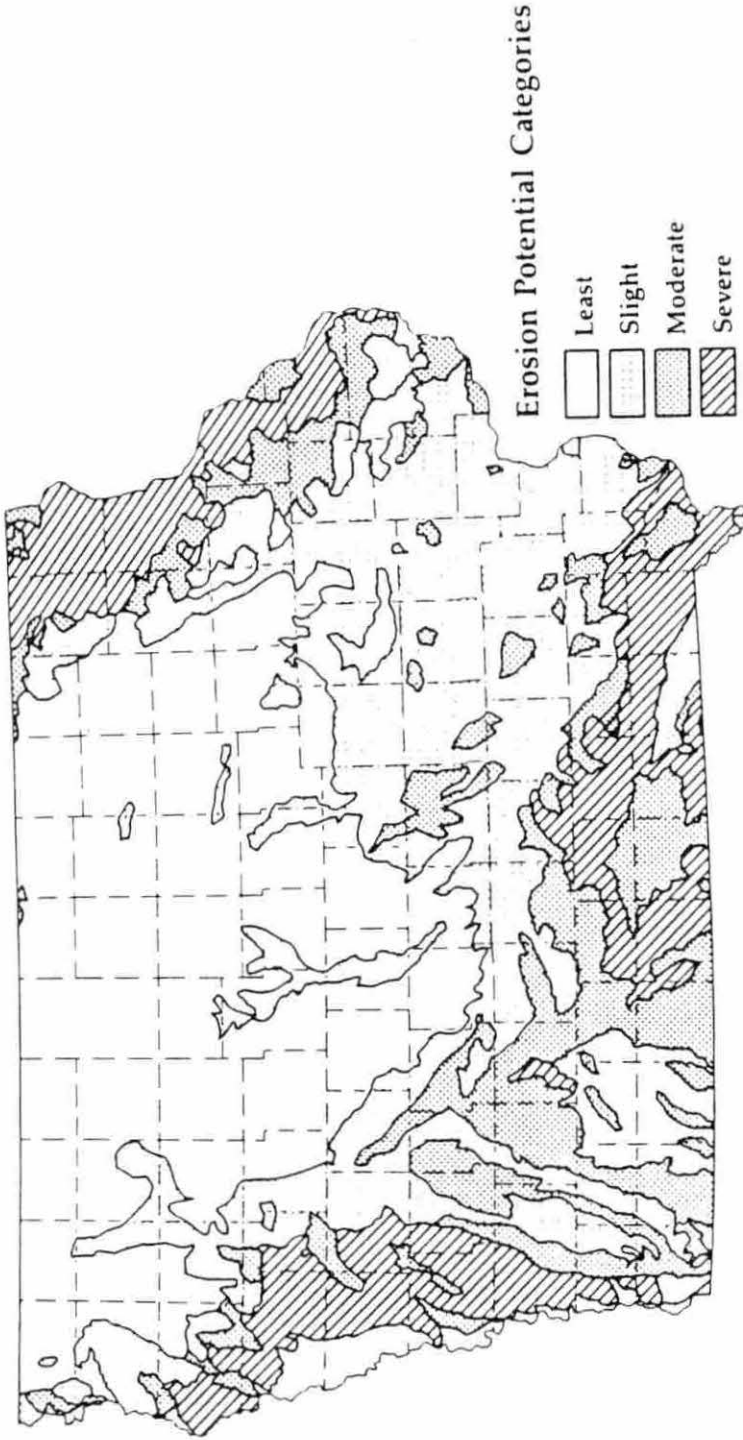 Erosion Potential Categories
Least
Slight
Moderate
Severe